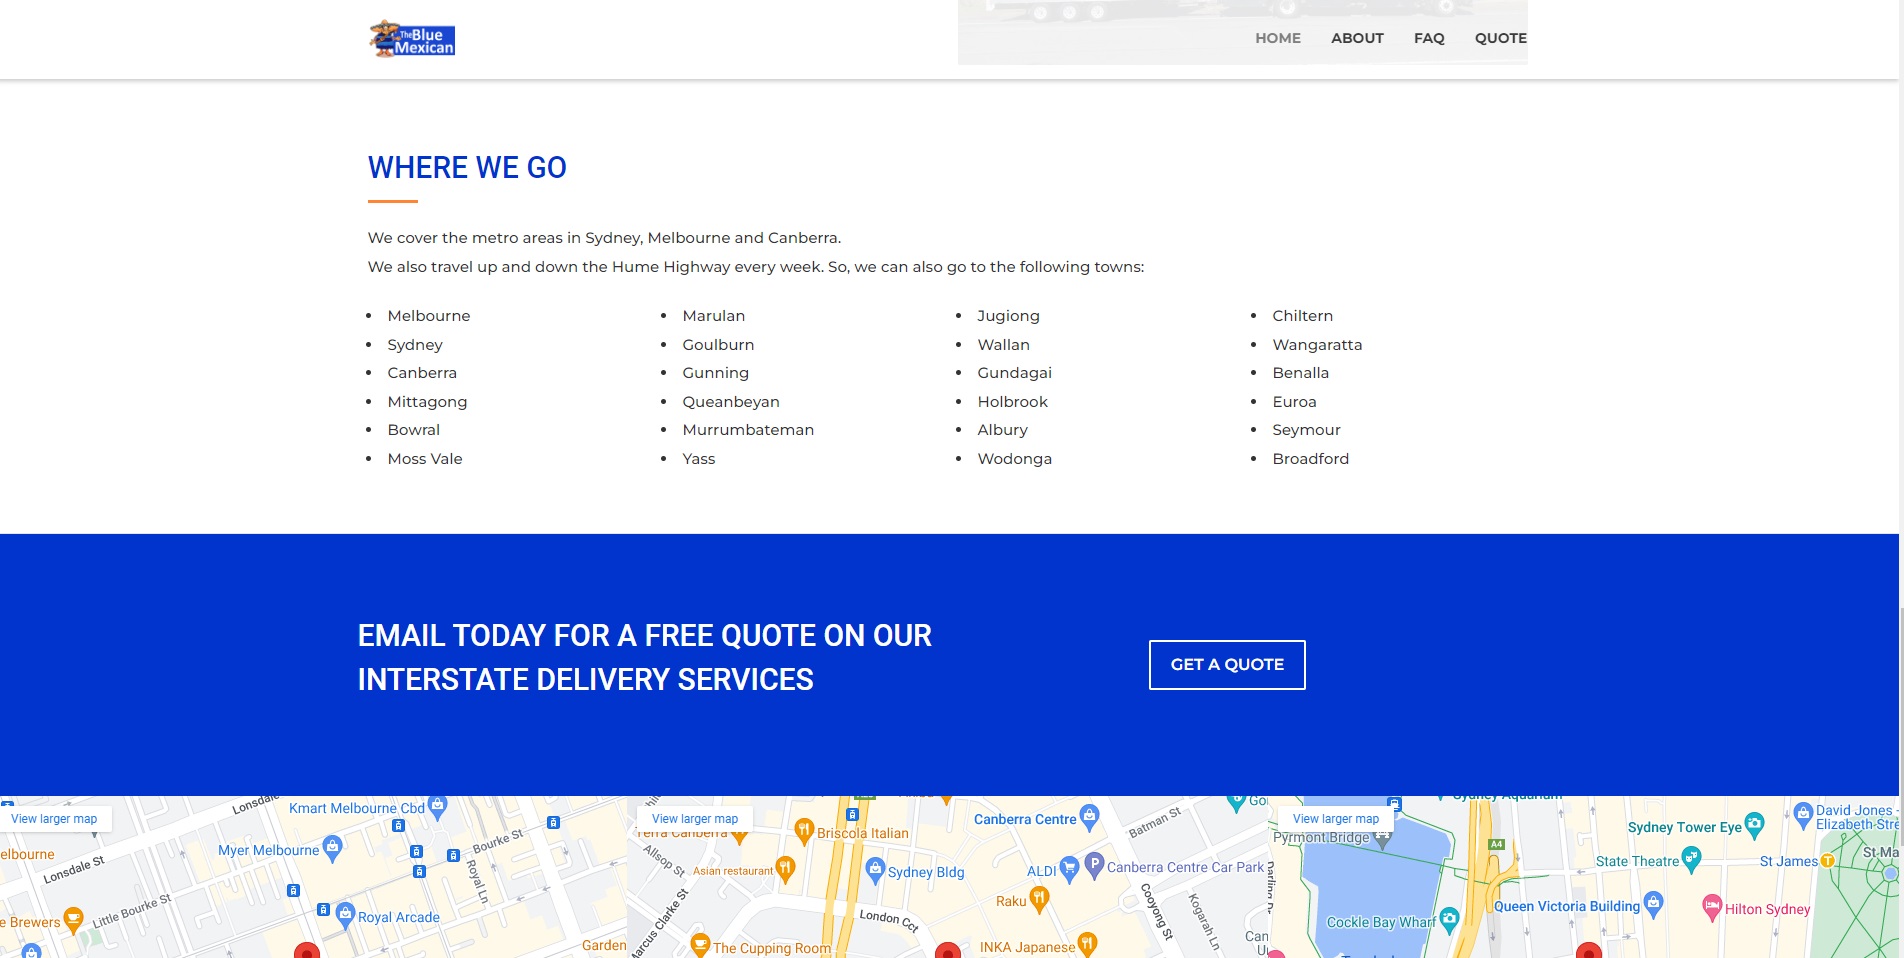 The Blue
Mexican
HOME
ABOUT
FAQ
QUOTE
WHERE WE GO
We cover the metro areas in Sydney, Melbourne and Canberra.
We also travel up and down the Hume Highway every week. So, we can also go to the following towns:
Melbourne
Sydney
Canberra
Mittagong
Bowral
Moss Vale
Marulan
Goulburn
Gunning
Queanbeyan
Murrumbateman
Yass
Jugiong
Wallan
Gundagai
Holbrook
Albury
Wodonga
Chiltern
Wangaratta
Benalla
Euroa
Seymour
Broadford
EMAIL TODAY FOR A FREE QUOTE ON OUR
INTERSTATE DELIVERY SERVICES
GET A QUOTE
View larger map
Lonsdale
Kmart Melbourne Cbd
Myer Melbourne
Bourke St
elbourne
Lonsdale St
Royal Ln
Little Bourke St
e Brewers
Royal Arcade
Garden
View larger map
Terra Canberra
Briscola Italian
Canberra Centre
Batman St
Allsop St
Asian restaurant
Sydney Bldg
ALDI
P
Canberra Centre Car Park
Marcus Clarke St
Raku
London Cct
Cooyong St
Kogarah Ln
The Cupping Room
INKA Japanese
Can
View larger map
Sydney Aquarium
Pyrmont Bridge
A4
Sydney Tower Eye
David Jones -
Elizabeth-Stre
State Theatre
St James
T
St-Ma
Darling Dr
Queen Victoria Building
Hilton Sydney
Cockle Bay Wharf